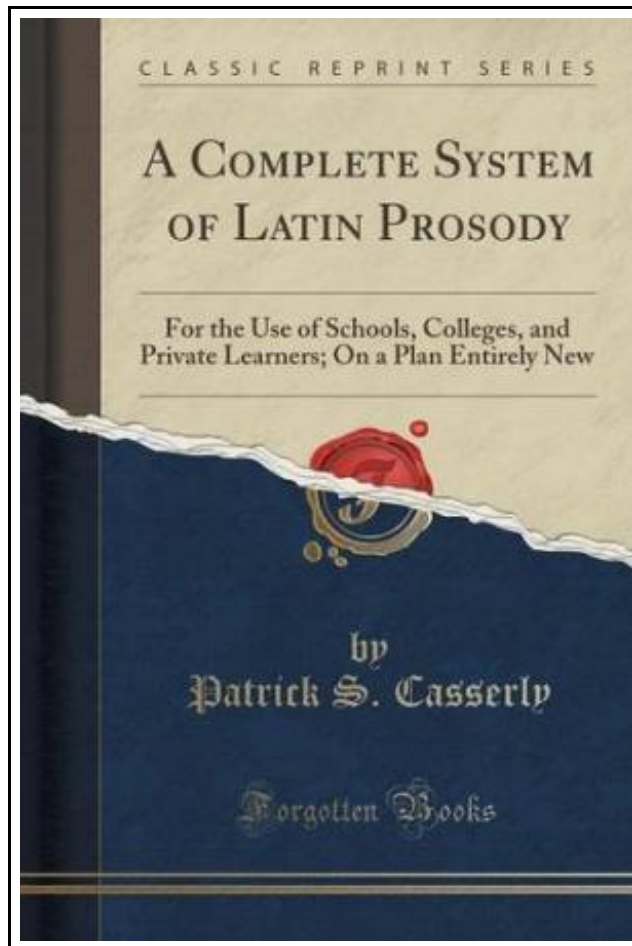 CLASSIC REPRINT SERIES
A COMPLETE SYSTEM
OF LATIN PROSODY
For the Use of Schools, Colleges, and
Private Learners; On a Plan Entirely New
by
Patrick S. Casserly
Forgotten Books